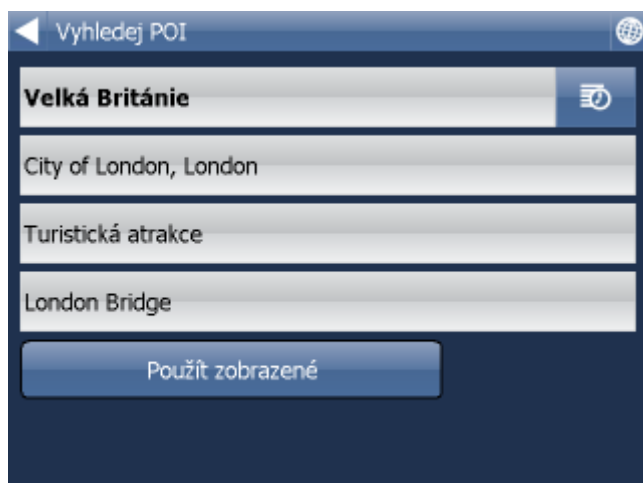 Vyhledej POI
Velká Británie
City of London, London
Turistická atrakce
London Bridge
Použít zobrazené